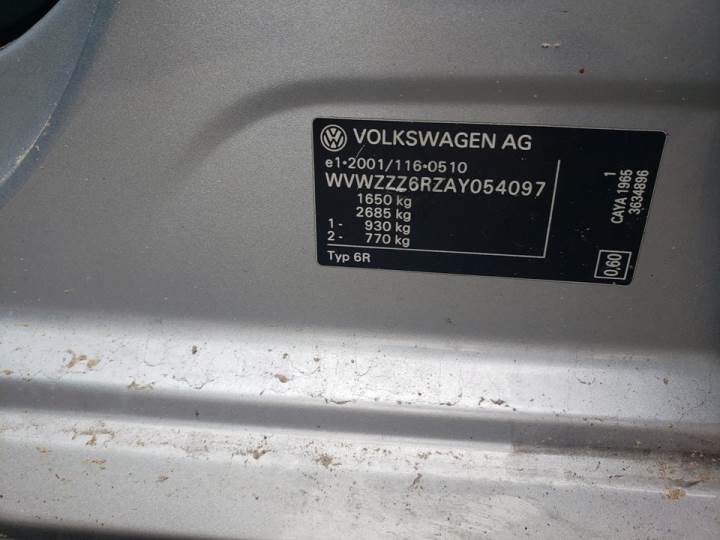 VOLKSWAGEN AG
e1*2001/116*0510
WVWZZZ6RZAY054097
1650 kg
2685 kg
1 - 930 kg
2 - 770 kg
Typ 6R
1
CAYA 1965
3634896
0,60